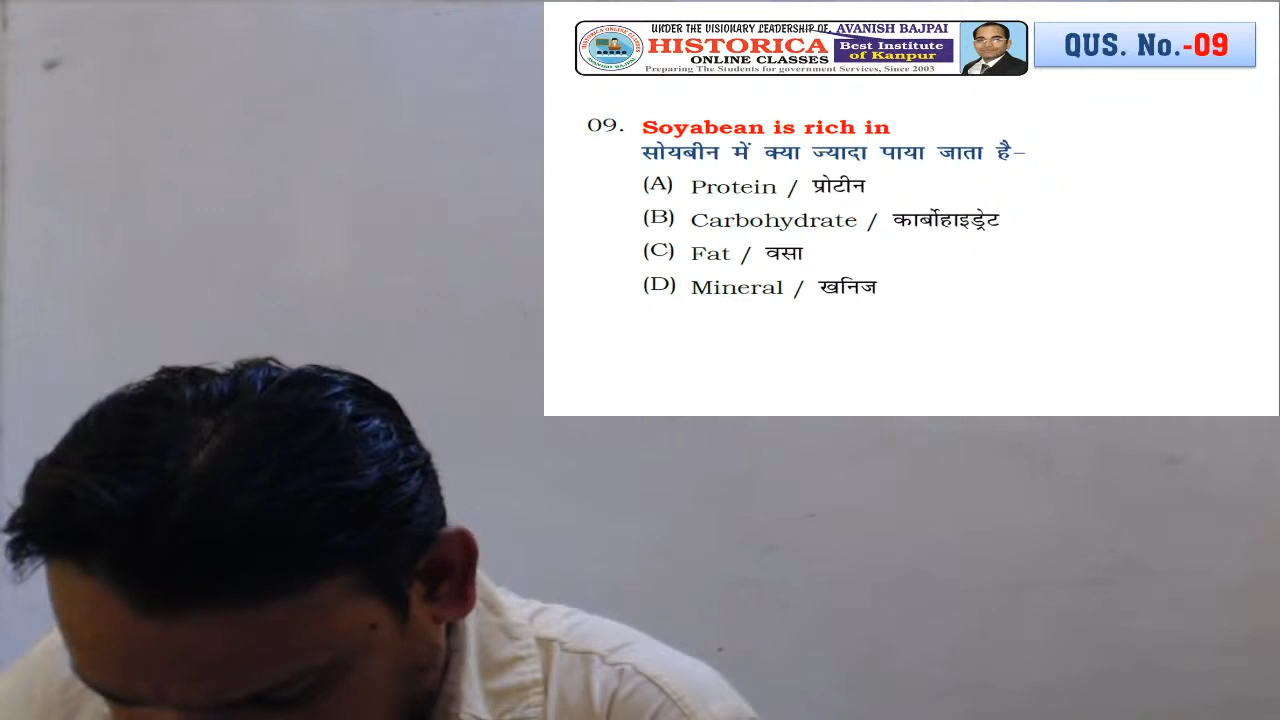 UNDER THE VISIONARY LEADERSHIP OF, AVANISH BAJPAI
HISTORICA
ONLINE CLASSES
Best Institute
of Kanpur
Preparing The Students for government Services, Since 2003
QUS. No.-09
09. Soyabean is rich in
सोयबीन में क्या ज्यादा पाया जाता है–
(A) Protein / प्रोटीन
(B) Carbohydrate / कार्बोहाइड्रेट
(C) Fat / वसा
(D) Mineral / खनिज